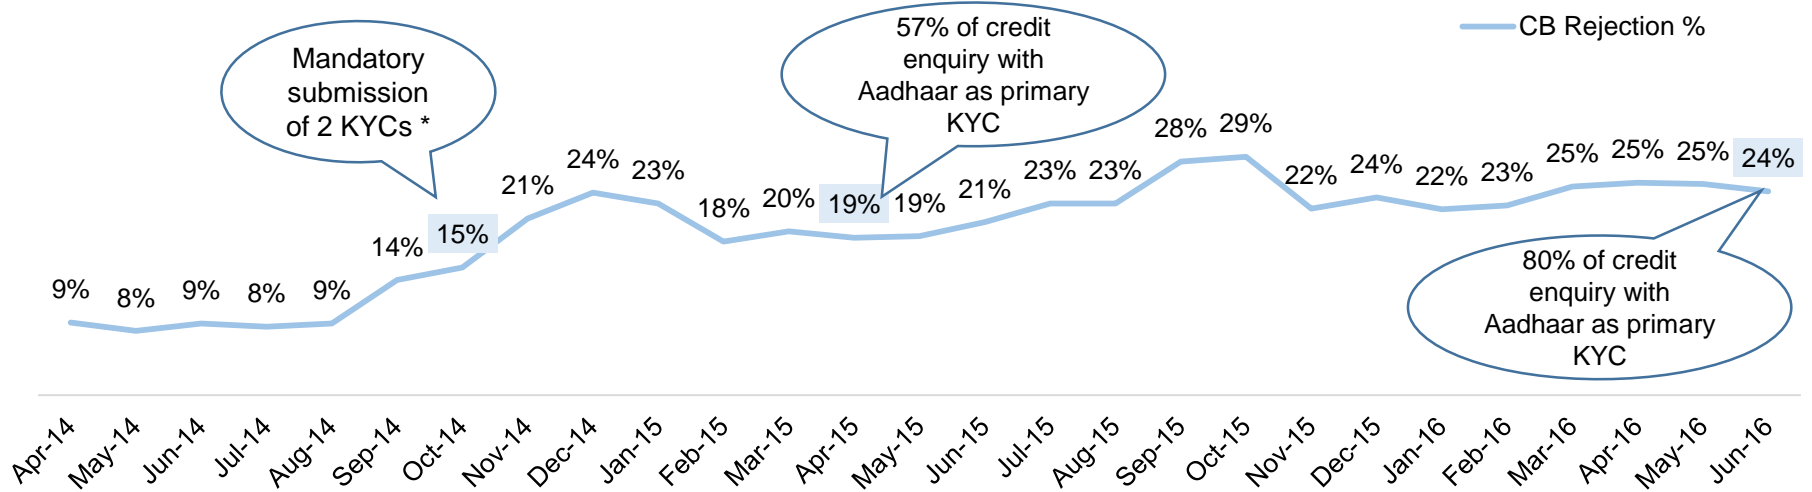 CB Rejection %
Mandatory
submission
of 2 KYCs *
57% of credit
enquiry with
Aadhaar as primary
KYC
80% of credit
enquiry with
Aadhaar as primary
KYC
9% 8% 9% 8% 9% 14% 15% 21% 24% 23% 18% 20% 19% 19% 21% 23% 23% 28% 29% 22% 24% 22% 23% 25% 25% 25% 24%
Apr-14 May-14 Jun-14 Jul-14 Aug-14 Sep-14 Oct-14 Nov-14 Dec-14 Jan-15 Feb-15 Mar-15 Apr-15 May-15 Jun-15 Jul-15 Aug-15 Sep-15 Oct-15 Nov-15 Dec-15 Jan-16 Feb-16 Mar-16 Apr-16 May-16 Jun-16